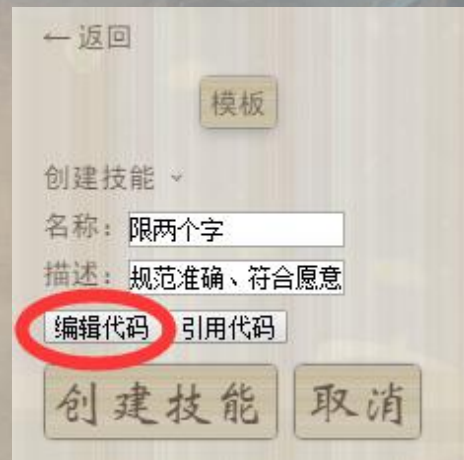 ←返回
模板
创建技能
名称：限两个字
描述：规范准确、符合愿意
编辑代码 引用代码
创建技能 取消